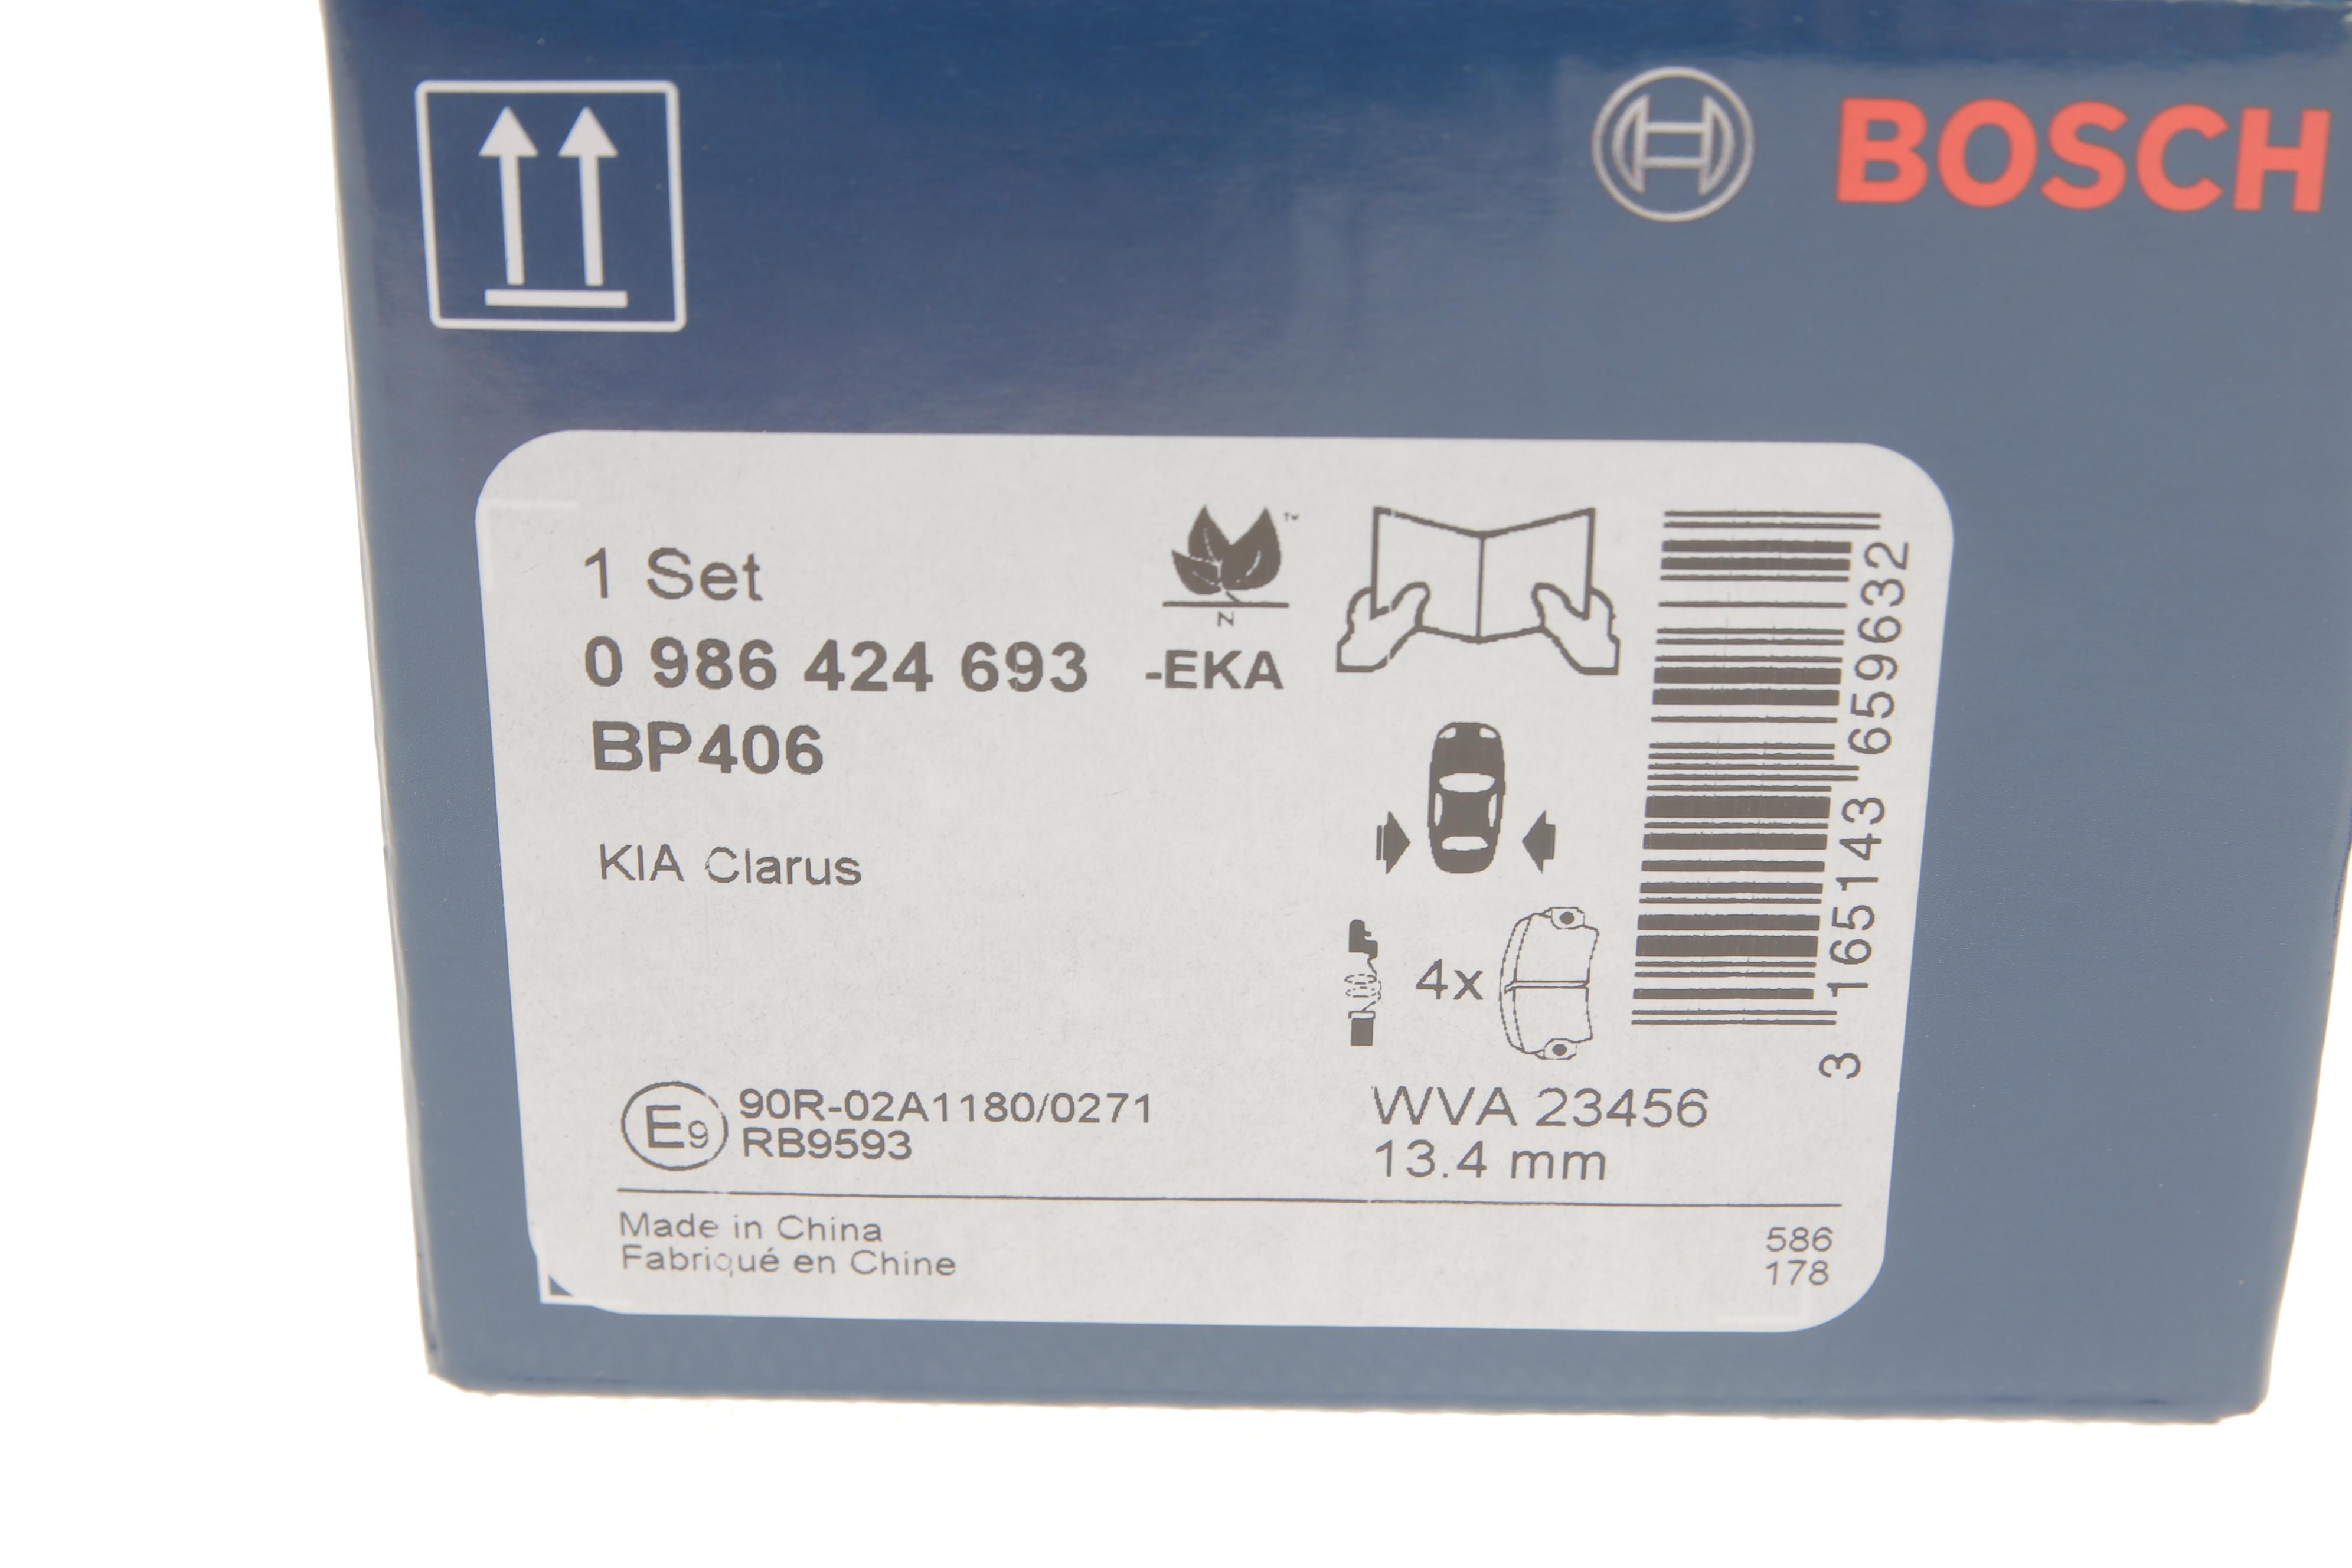 BOSCH
1 Set
0 986 424 693 -EKA
BP406
KIA Clarus
TM
N
4x
3 165143 659632
E9 90R-02A1180/0271
RB9593
WVA 23456
13.4 mm
Made in China
Fabriqué en Chine
586
178